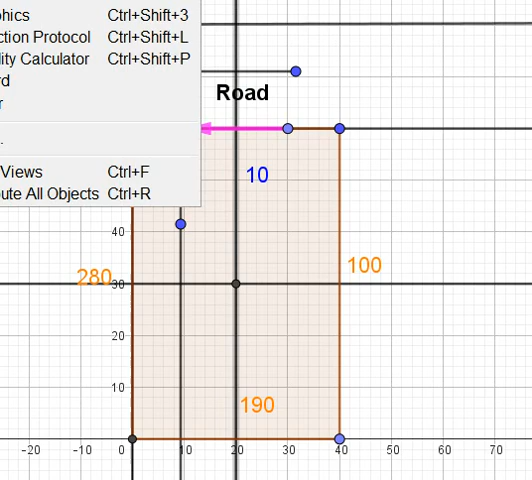 phics Ctrl+Shift+3
ction Protocol Ctrl+Shift+L
lity Calculator Ctrl+Shift+P
rd
r
..
Views Ctrl+F
ute All Objects Ctrl+R
Road
10
40
280
30
100
20
10
190
-20 -10 0 10 20 30 40 50 60 70